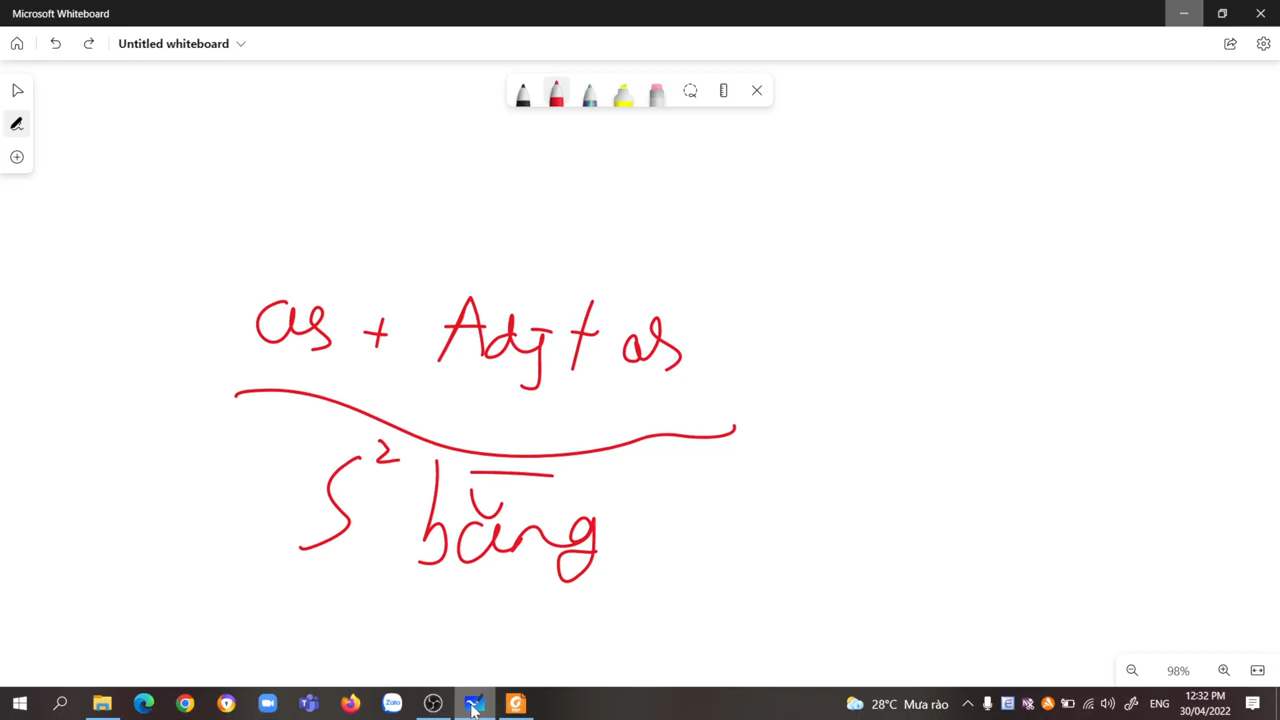 Microsoft Whiteboard
Untitled whiteboard
as + Adj + as
S² bằng
98%
Zalo
28°C Mưa rào
ENG
12:32 PM
30/04/2022